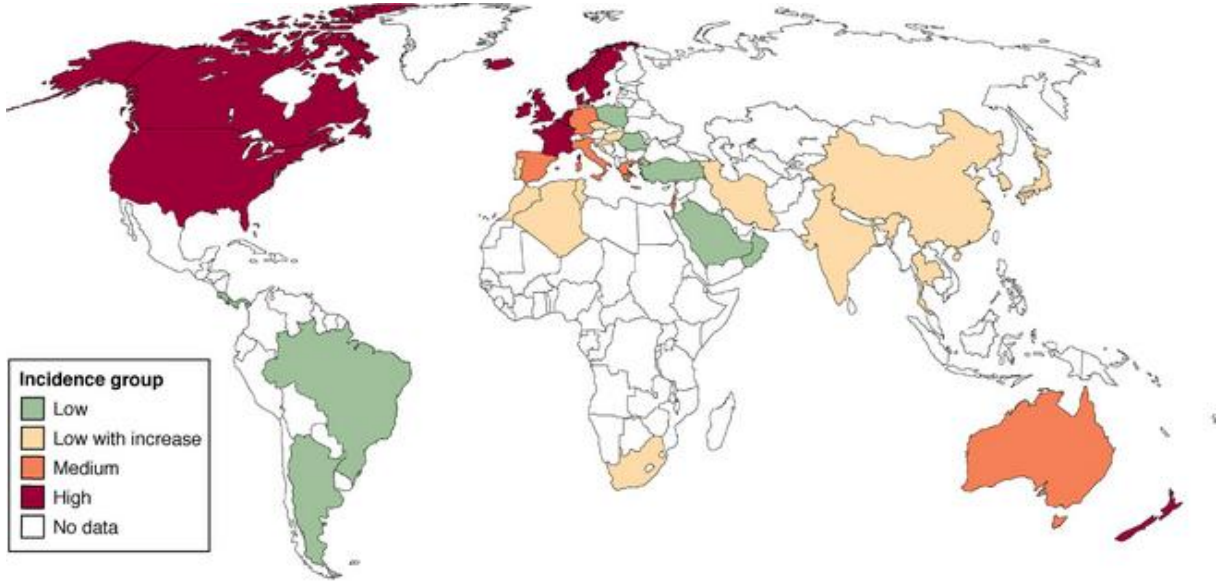 Incidence group
Low
Low with increase
Medium
High
No data